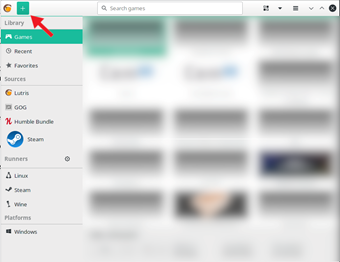 Search games
Library
Games
Recent
Favorites
Sources
Lutris
GOG
Humble Bundle
Steam
Runners
Linux
Steam
Wine
Platforms
Windows